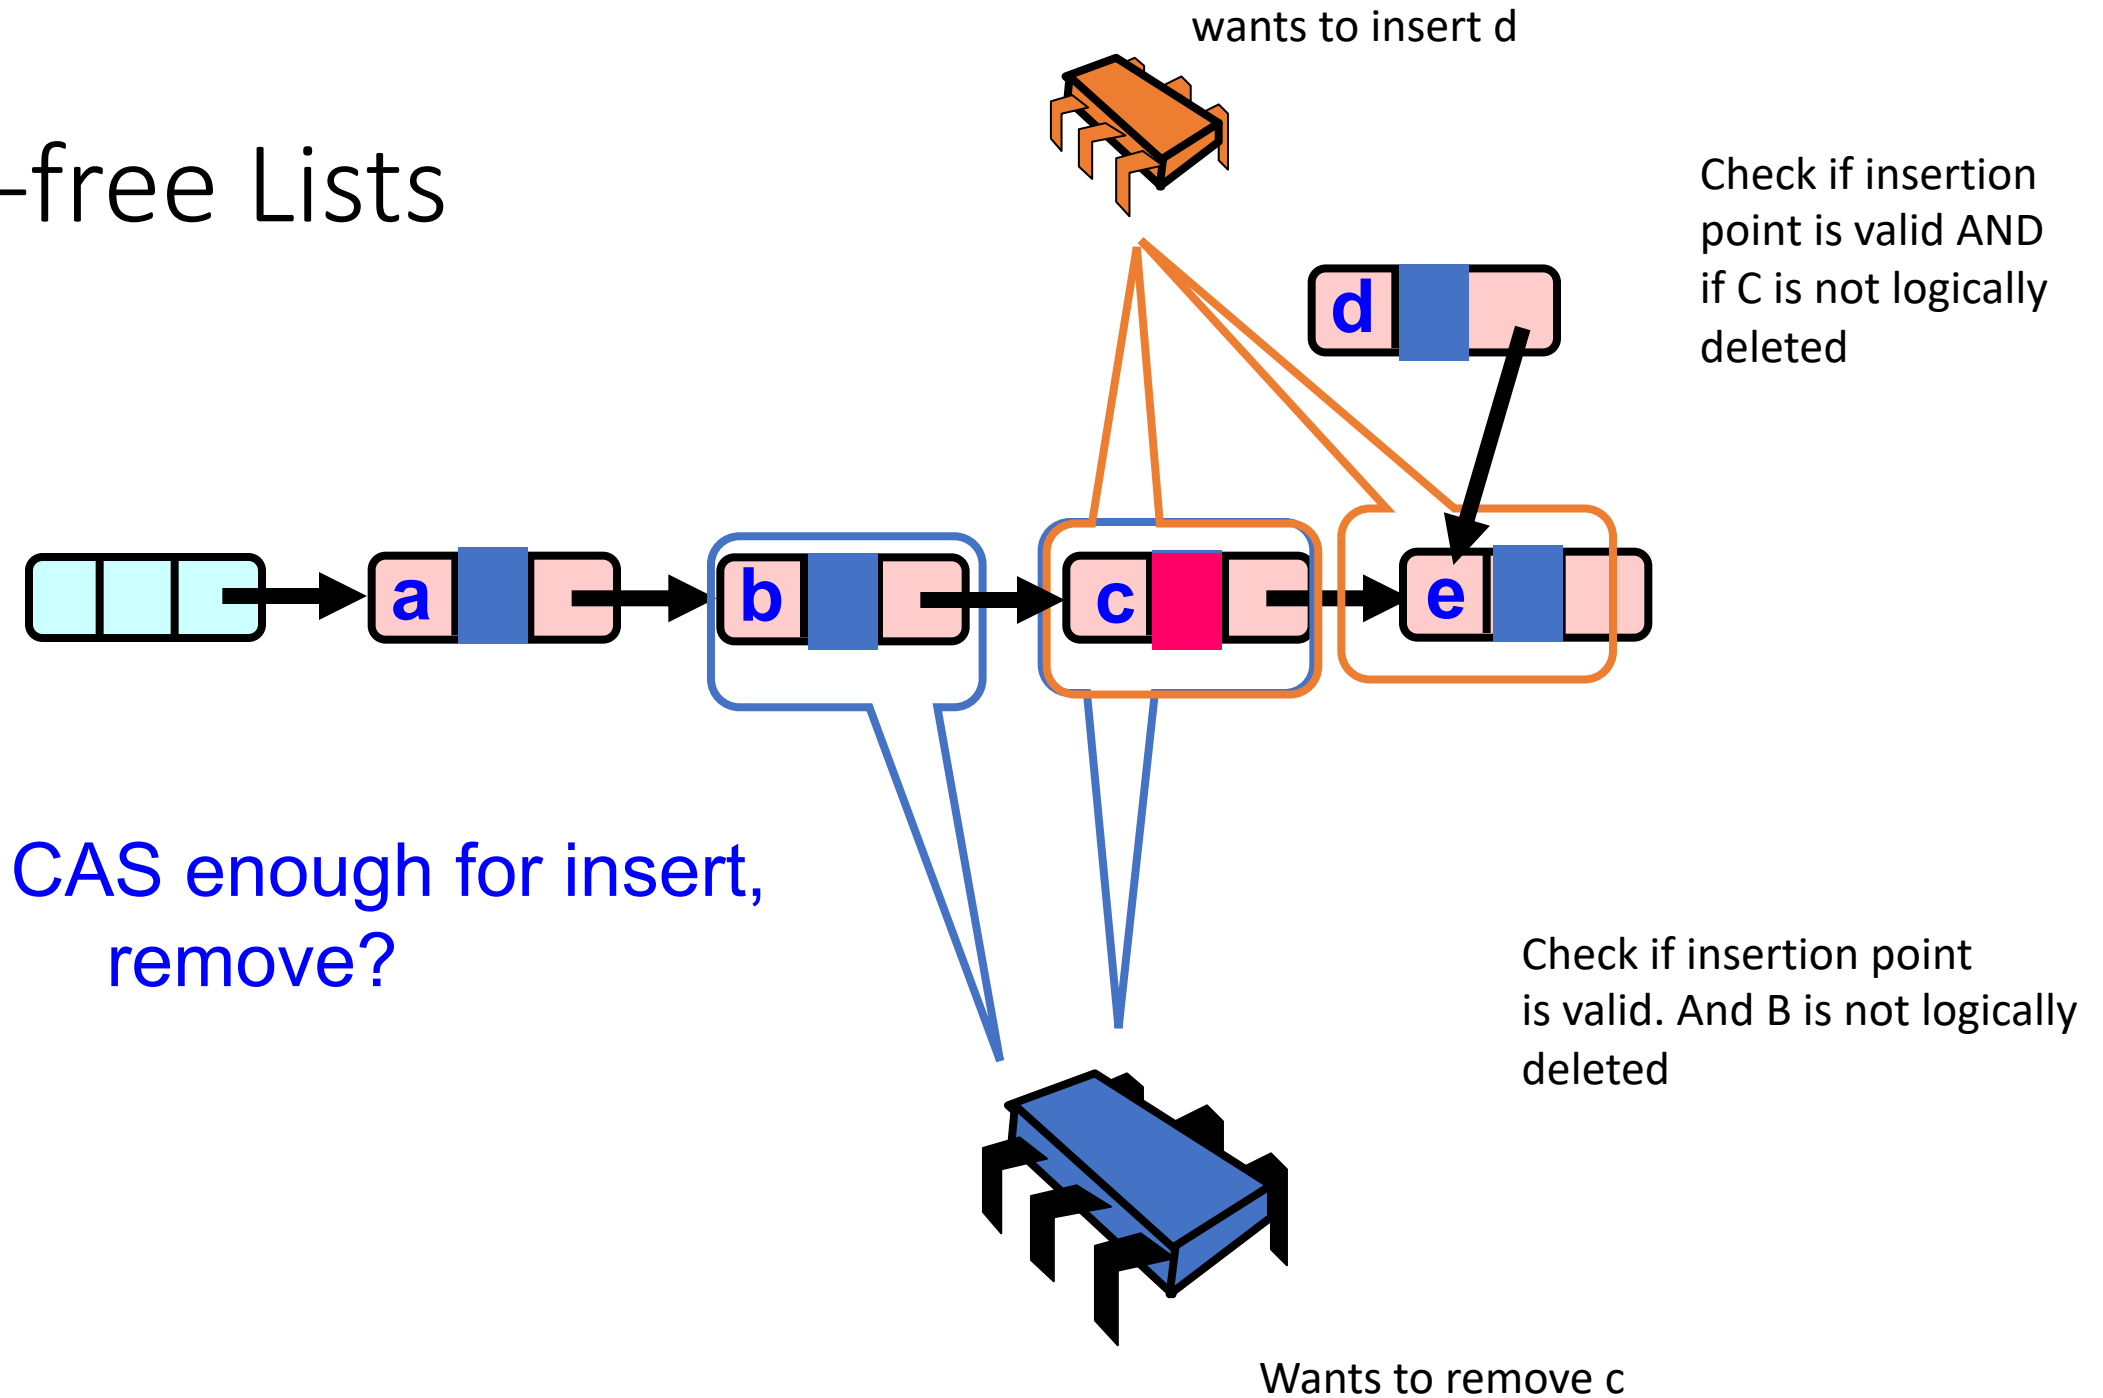 wants to insert d
-free Lists
Check if insertion
point is valid AND
if C is not logically
deleted
d
a
b
c
e
CAS enough for insert,
remove?
Check if insertion point
is valid. And B is not logically
deleted
Wants to remove c